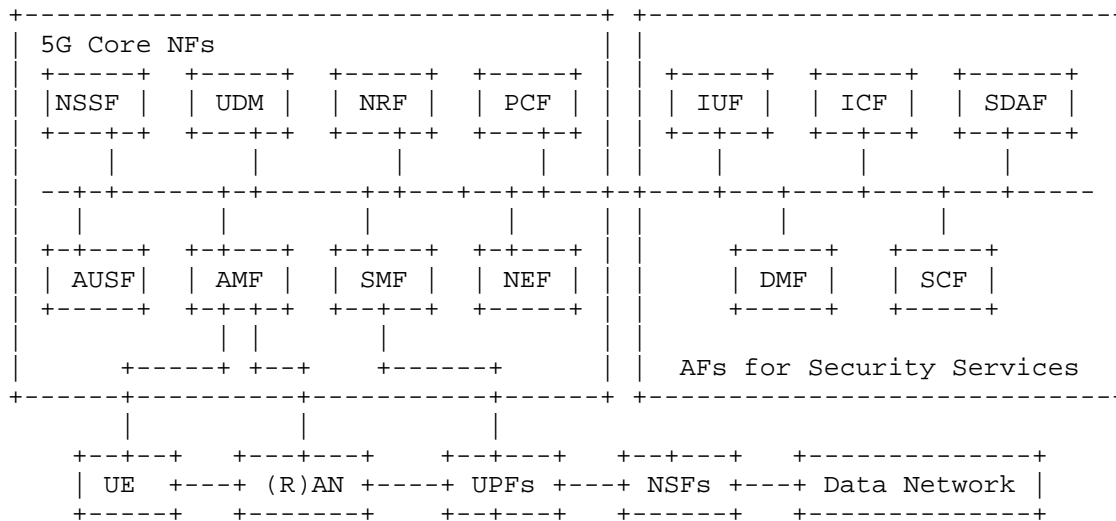 5G Core NFs
NSSF UDM NRF PCF IUF ICF SDAF
AUSF AMF SMF NEF DMF SCF
AFs for Security Services
UE (R)AN UPFs NSFs Data Network